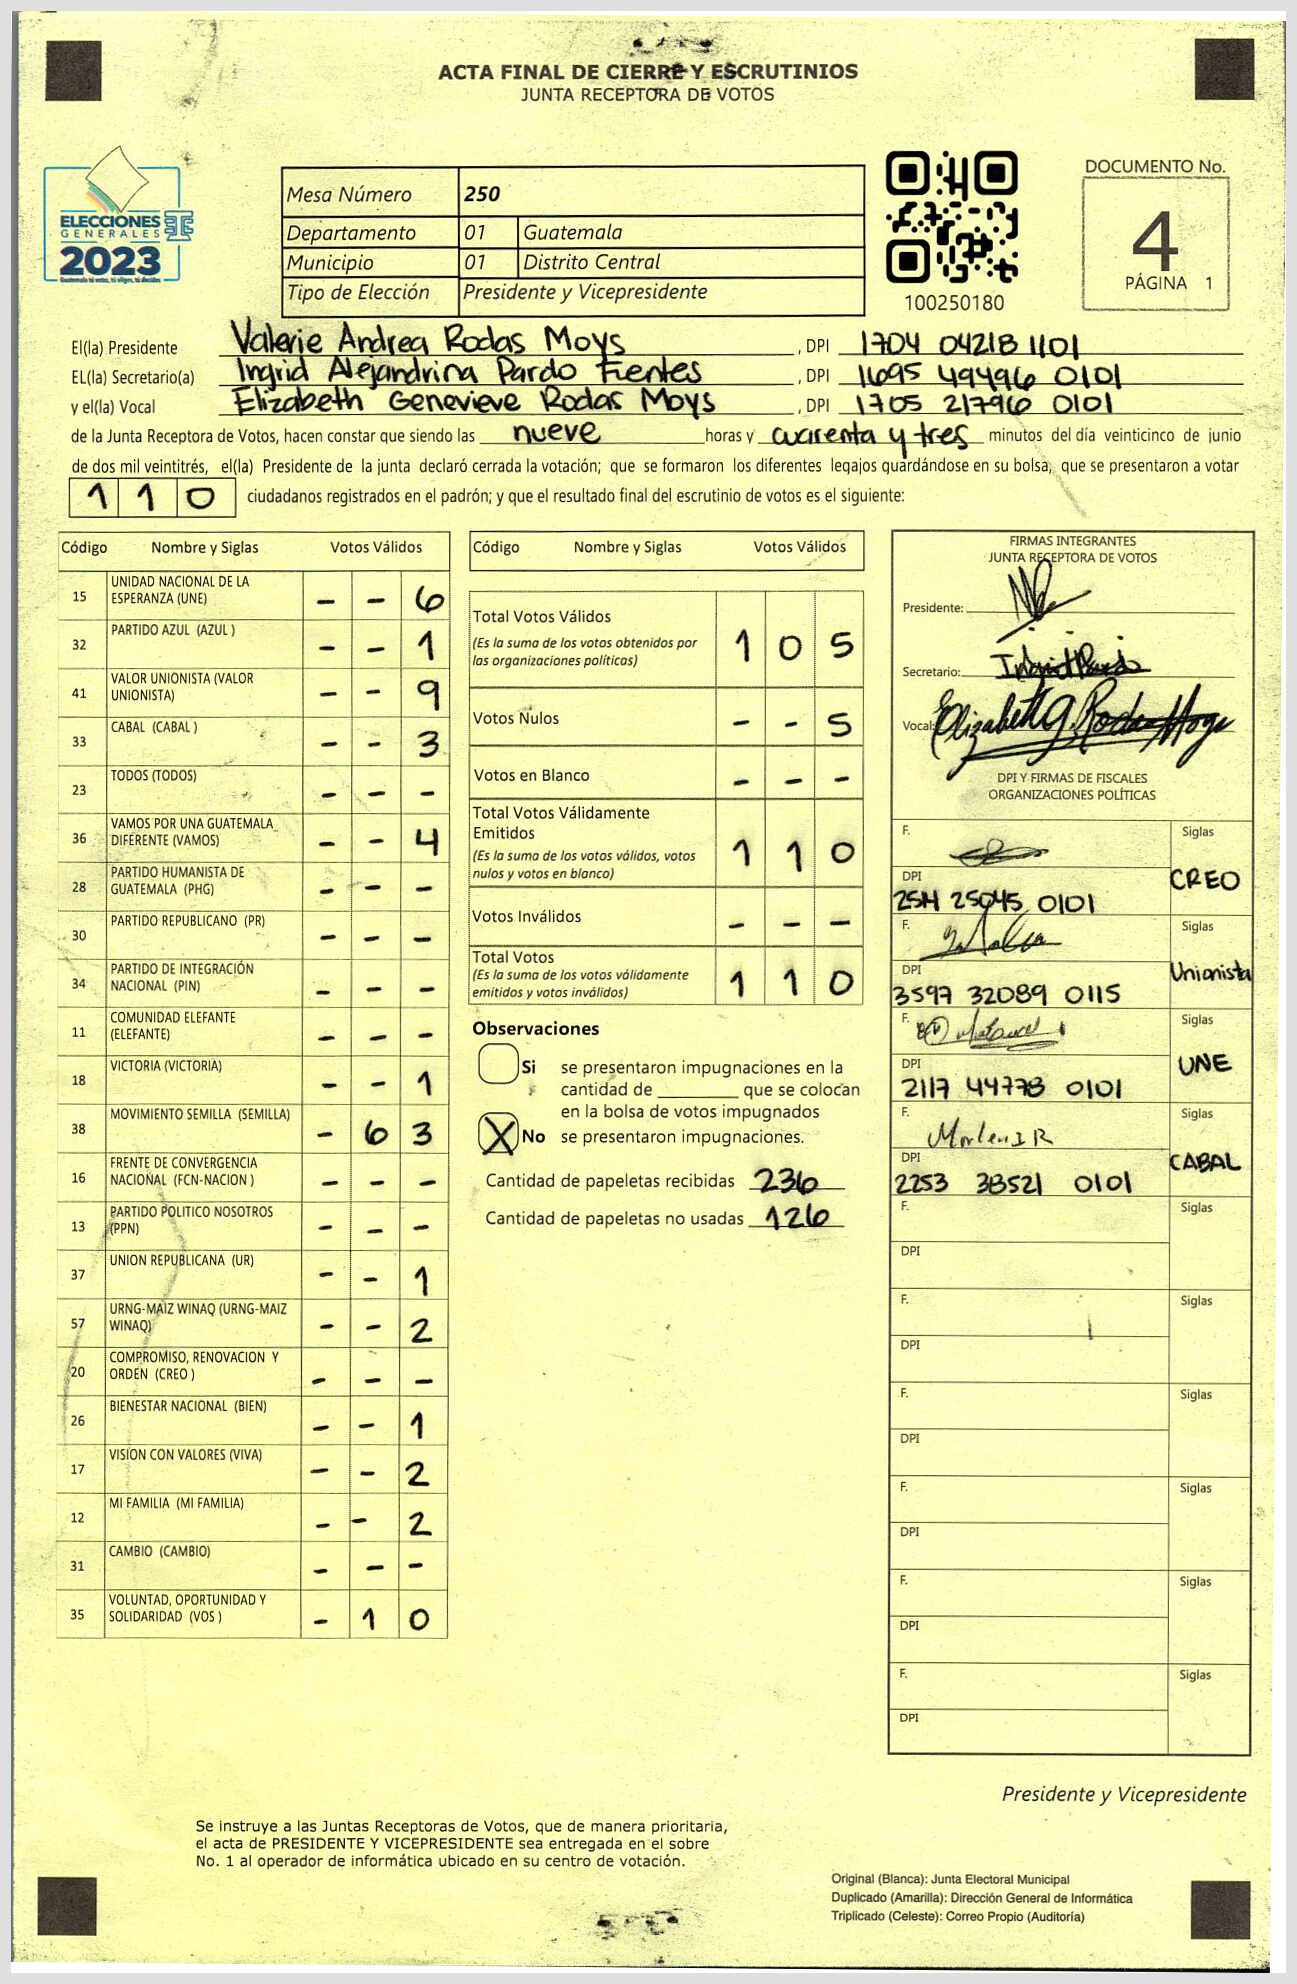 ACTA FINAL DE CIERRE Y ESCRUTINIOS
JUNTA RECEPTORA DE VOTOS
ELECCIONES
GENERALES
2023
Mesa Número 250
Departamento 01 Guatemala
Municipio 01 Distrito Central
Tipo de Elección Presidente y Vicepresidente
100250180
DOCUMENTO No.
4
PÁGINA 1
El(la) Presidente Valerie Andrea Rodas Moys , DPI 1704 04218 1101
EL(la) Secretario(a) Ingrid Alejandrina Pardo Fuentes , DPI 1695 49496 0101
y el(la) Vocal Elizabeth Genevieve Rodas Moys , DPI 1705 21796 0101
de la Junta Receptora de Votos, hacen constar que siendo las nueve horas y cuarenta y tres minutos del día veinticinco de junio
de dos mil veintitrés, el(la) Presidente de la junta declaró cerrada la votación; que se formaron los diferentes legajos guardándose en su bolsa, que se presentaron a votar
1 1 0 ciudadanos registrados en el padrón; y que el resultado final del escrutinio de votos es el siguiente:
Código Nombre y Siglas Votos Válidos
15 UNIDAD NACIONAL DE LA ESPERANZA (UNE) - - 6
32 PARTIDO AZUL (AZUL ) - - 1
41 VALOR UNIONISTA (VALOR UNIONISTA) - - 9
33 CABAL (CABAL ) - - 3
23 TODOS (TODOS) - - -
36 VAMOS POR UNA GUATEMALA DIFERENTE (VAMOS) - - 4
28 PARTIDO HUMANISTA DE GUATEMALA (PHG) - - -
30 PARTIDO REPUBLICANO (PR) - - -
34 PARTIDO DE INTEGRACIÓN NACIONAL (PIN) - - -
11 COMUNIDAD ELEFANTE (ELEFANTE) - - -
18 VICTORIA (VICTORIA) - - 1
38 MOVIMIENTO SEMILLA (SEMILLA) - 6 3
16 FRENTE DE CONVERGENCIA NACIONAL (FCN-NACION ) - - -
13 PARTIDO POLITICO NOSOTROS (PPN) - - -
37 UNION REPUBLICANA (UR) - - 1
57 URNG-MAIZ WINAQ (URNG-MAIZ WINAQ) - - 2
20 COMPROMISO, RENOVACION Y ORDEN (CREO ) - - -
26 BIENESTAR NACIONAL (BIEN) - - 1
17 VISION CON VALORES (VIVA) - - 2
12 MI FAMILIA (MI FAMILIA) - - 2
31 CAMBIO (CAMBIO) - - -
35 VOLUNTAD, OPORTUNIDAD Y SOLIDARIDAD (VOS ) - 1 0
Código Nombre y Siglas Votos Válidos
Total Votos Válidos 1 0 5
(Es la suma de los votos obtenidos por
las organizaciones políticas)
Votos Nulos - - 5
Votos en Blanco - - -
Total Votos Válidamente
Emitidos 1 1 0
(Es la suma de los votos válidos, votos
nulos y votos en blanco)
Votos Inválidos - - -
Total Votos 1 1 0
(Es la suma de los votos válidamente
emitidos y votos inválidos)
Observaciones
Si se presentaron impugnaciones en la
cantidad de ________ que se colocan
en la bolsa de votos impugnados
X No se presentaron impugnaciones.
Cantidad de papeletas recibidas 236
Cantidad de papeletas no usadas 126
FIRMAS INTEGRANTES
JUNTA RECEPTORA DE VOTOS
Presidente:
Secretario:
Vocal: Elizabeth G. Rodas Moys
DPI Y FIRMAS DE FISCALES
ORGANIZACIONES POLÍTICAS
F. Siglas
CREO
DPI
25045 0101
F. Siglas
Unionista
DPI
3597 32089 0115
F. Siglas
UNE
DPI
2117 44778 0101
F. Siglas
CABAL
DPI
2253 38521 0101
F. Siglas
DPI
F. Siglas
DPI
F. Siglas
DPI
F. Siglas
DPI
F. Siglas
DPI
F. Siglas
DPI
Presidente y Vicepresidente
Se instruye a las Juntas Receptoras de Votos, que de manera prioritaria,
el acta de PRESIDENTE Y VICEPRESIDENTE sea entregada en el sobre
No. 1 al operador de informática ubicado en su centro de votación.
Original (Blanca): Junta Electoral Municipal
Duplicado (Amarilla): Dirección General de Informática
Triplicado (Celeste): Correo Propio (Auditoría)